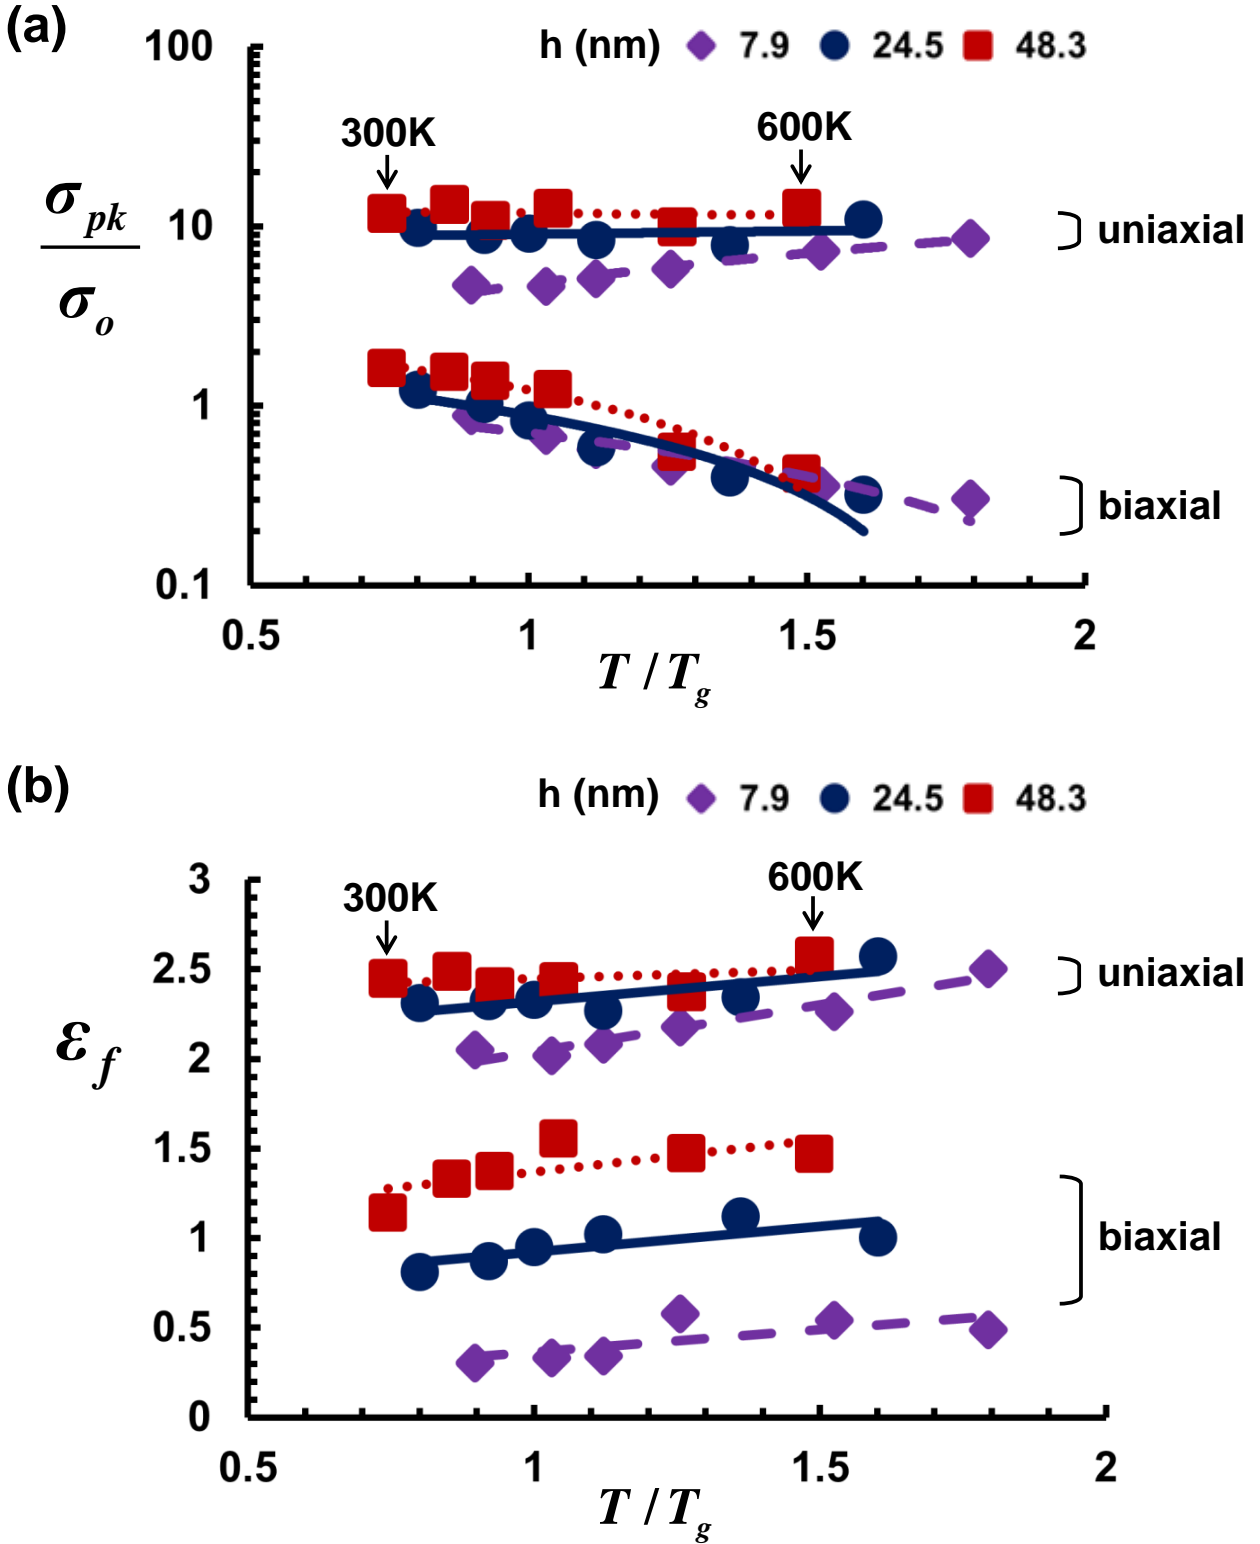 (a)
h (nm) 7.9 24.5 48.3
100
10
1
0.1
σpk
σo
300K
600K
uniaxial
biaxial
0.5 1 1.5 2
T / Tg
(b)
h (nm) 7.9 24.5 48.3
3
2.5
2
1.5
1
0.5
0
εf
300K
600K
uniaxial
biaxial
0.5 1 1.5 2
T / Tg